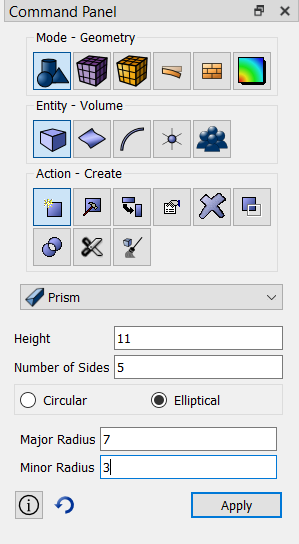 Command Panel
Mode - Geometry
Entity - Volume
Action - Create
Prism
Height 11
Number of Sides 5
Circular Elliptical
Major Radius 7
Minor Radius 3
Apply